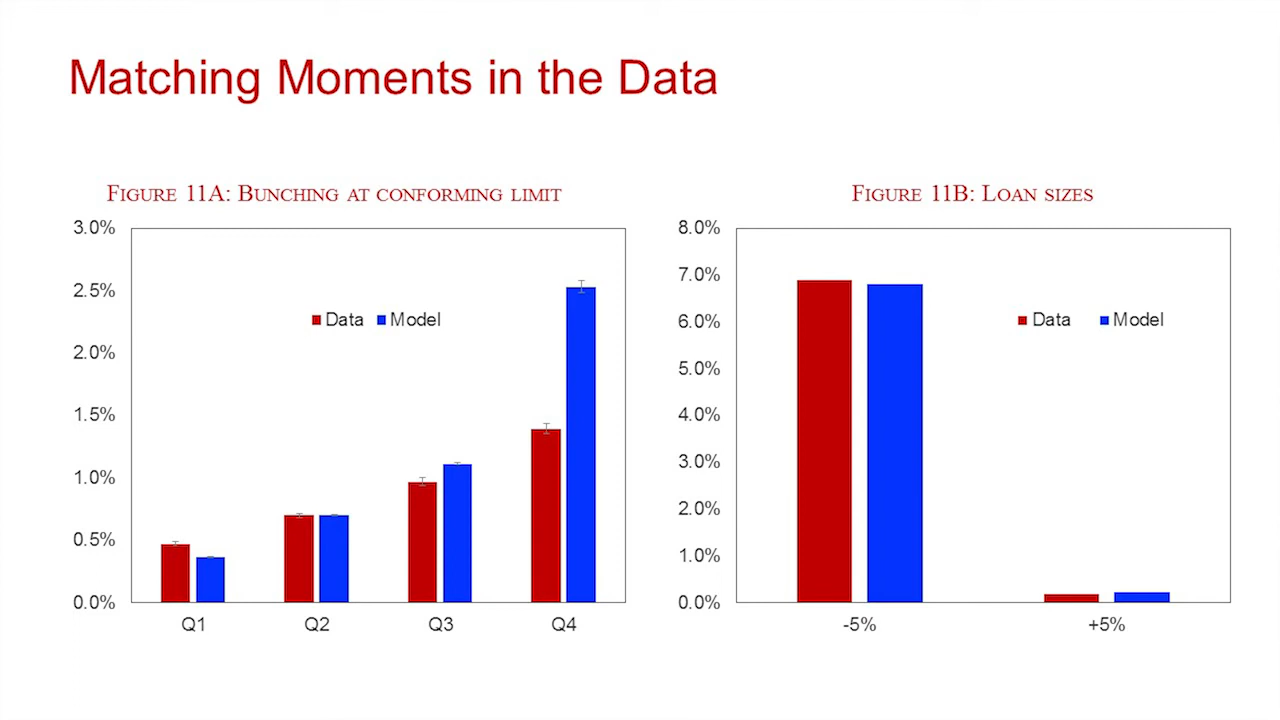 Matching Moments in the Data
Figure 11A: Bunching at conforming limit
3.0%
2.5%
2.0%
1.5%
1.0%
0.5%
0.0%
Data Model
Q1 Q2 Q3 Q4
Figure 11B: Loan sizes
8.0%
7.0%
6.0%
5.0%
4.0%
3.0%
2.0%
1.0%
0.0%
Data Model
-5% +5%